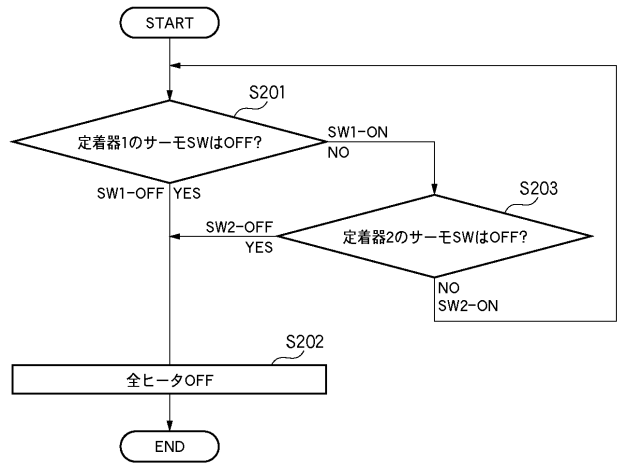 START
S201
定着器1のサーモSWはOFF?
SW1-ON
NO
SW1-OFF YES
S203
SW2-OFF
YES
定着器2のサーモSWはOFF?
NO
SW2-ON
S202
全ヒータOFF
END